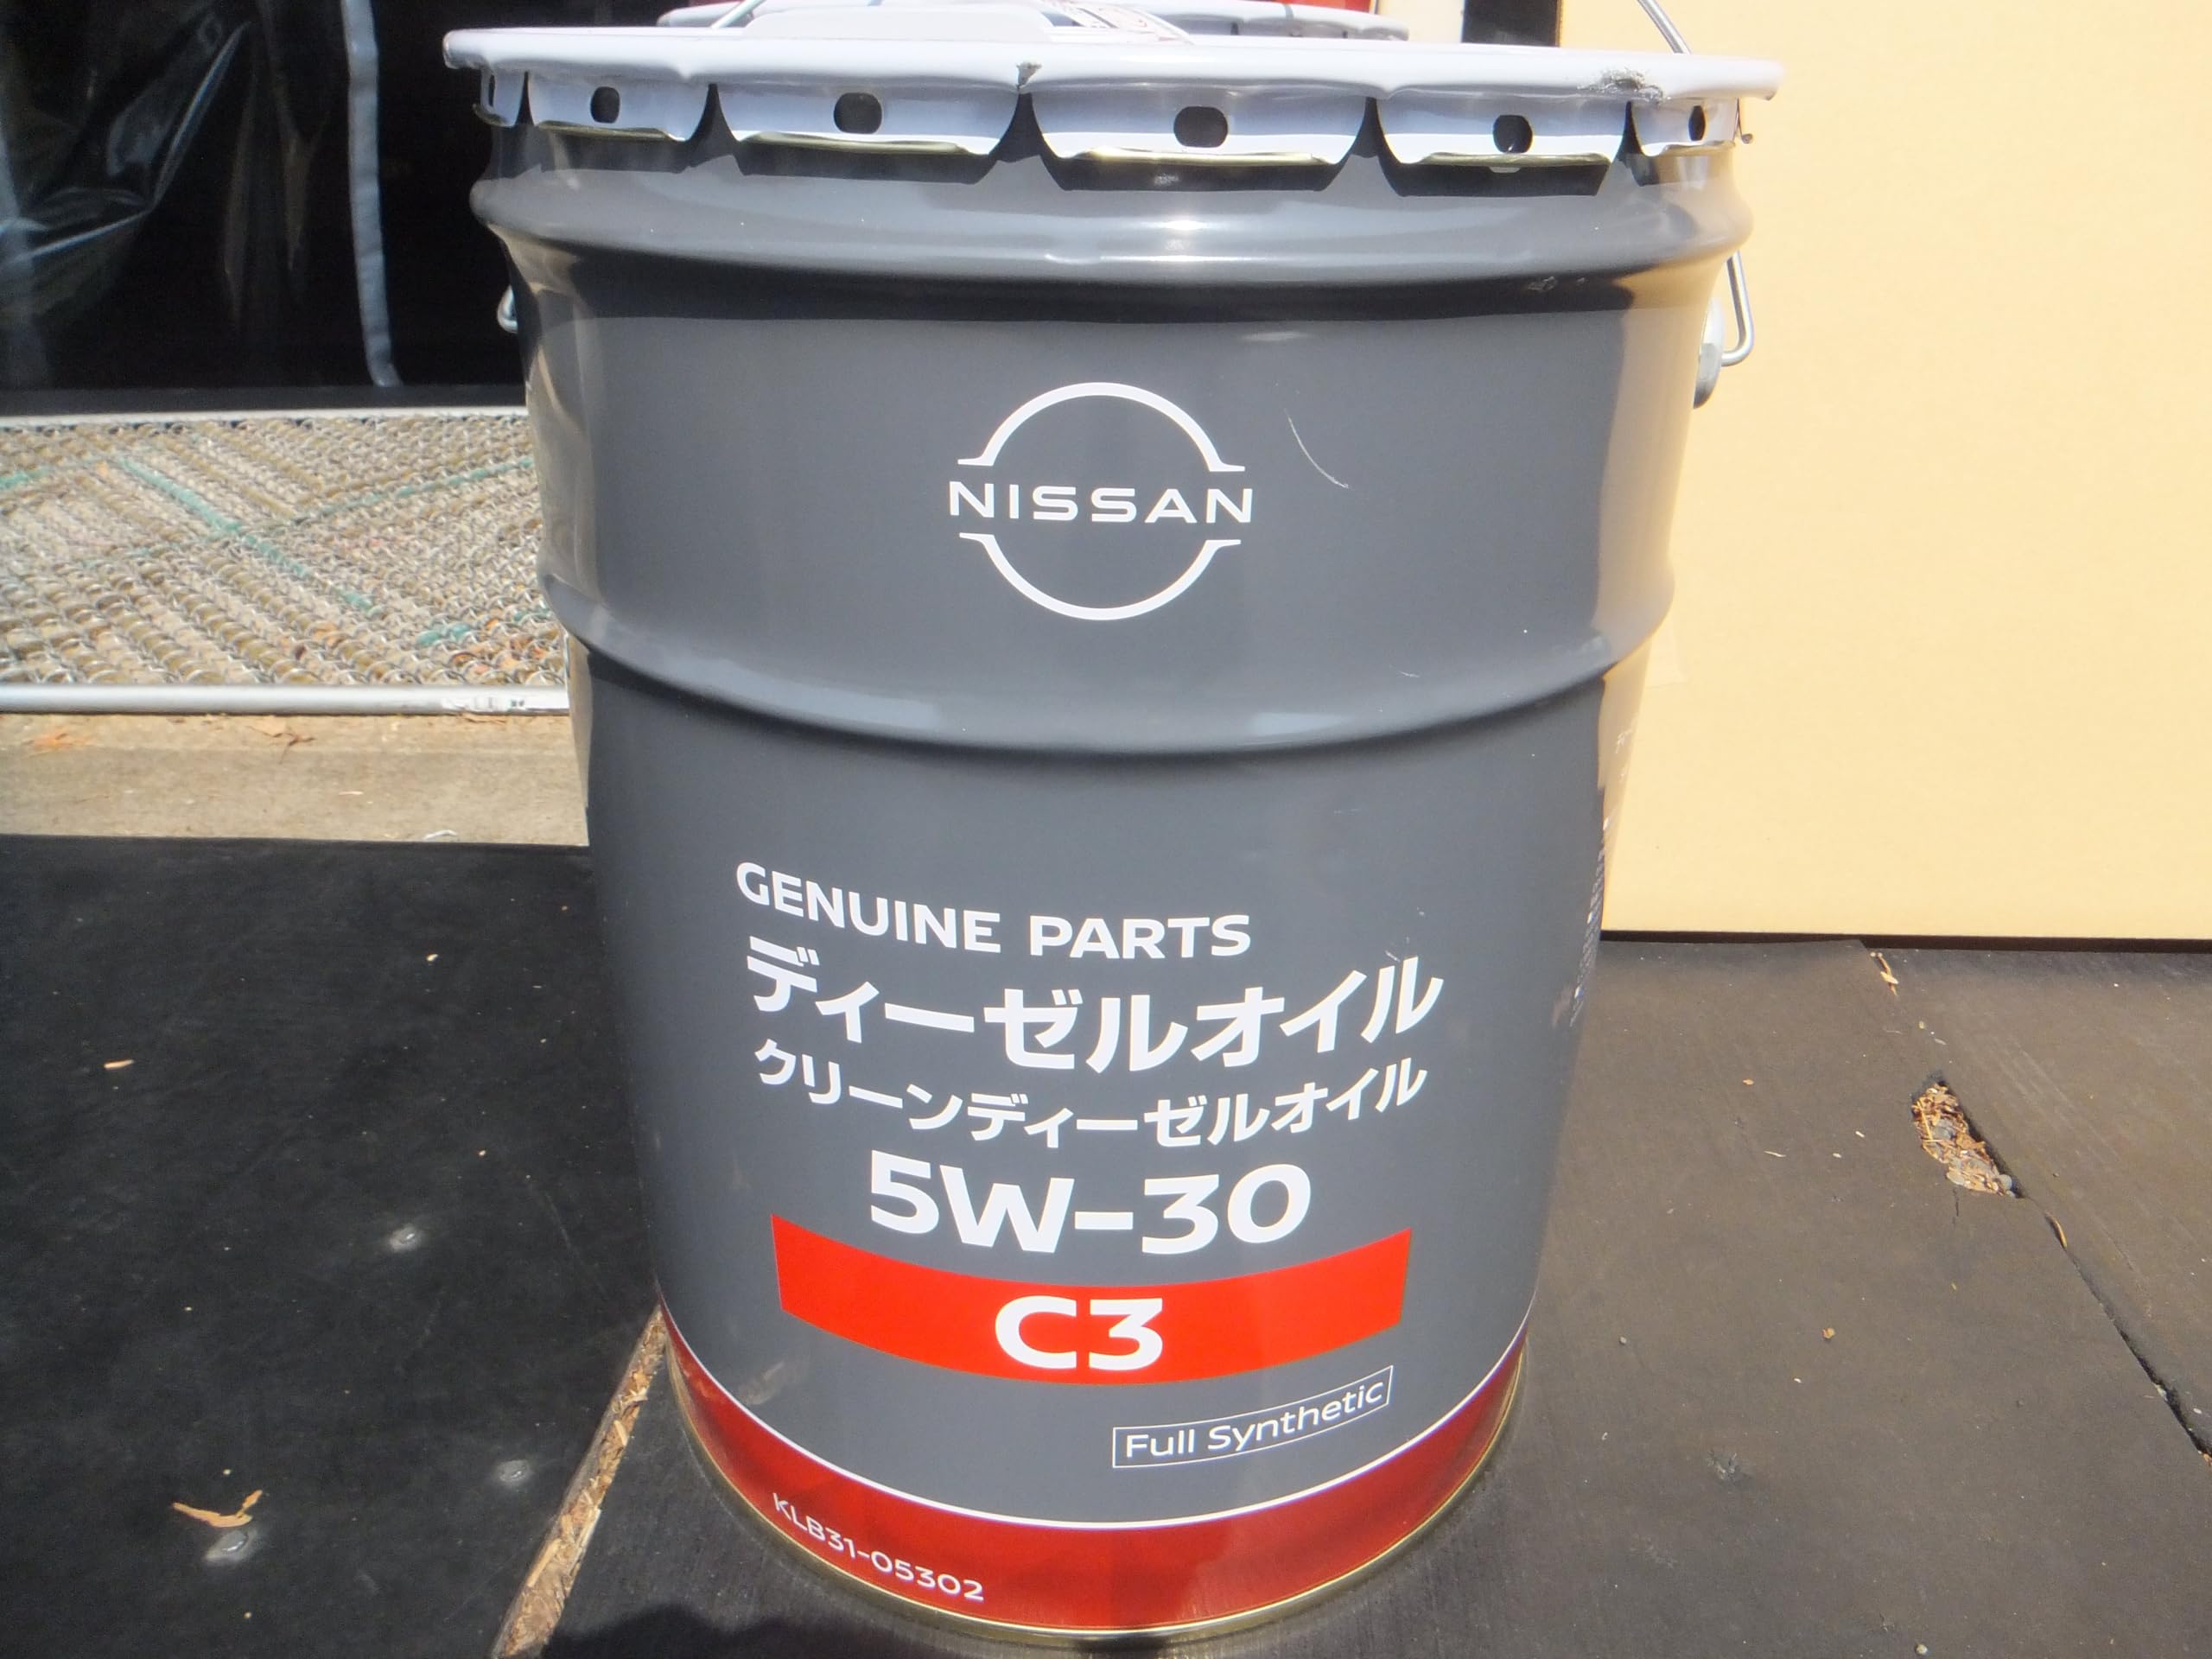 NISSAN
GENUINE PARTS
ディーゼルオイル
クリーンディーゼルオイル
5W-30
C3
Full Synthetic
KLB31-05302